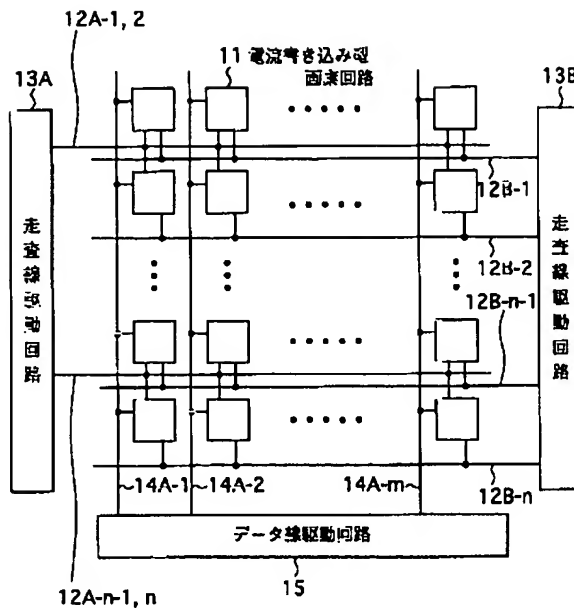 12A-1, 2
11 電流書き込み型
画素回路
13A
13B
走査線駆動回路
走査線駆動回路
12B-1
12B-2
12B-n-1
12B-n
14A-1
14A-2
14A-m
データ線駆動回路
15
12A-n-1, n